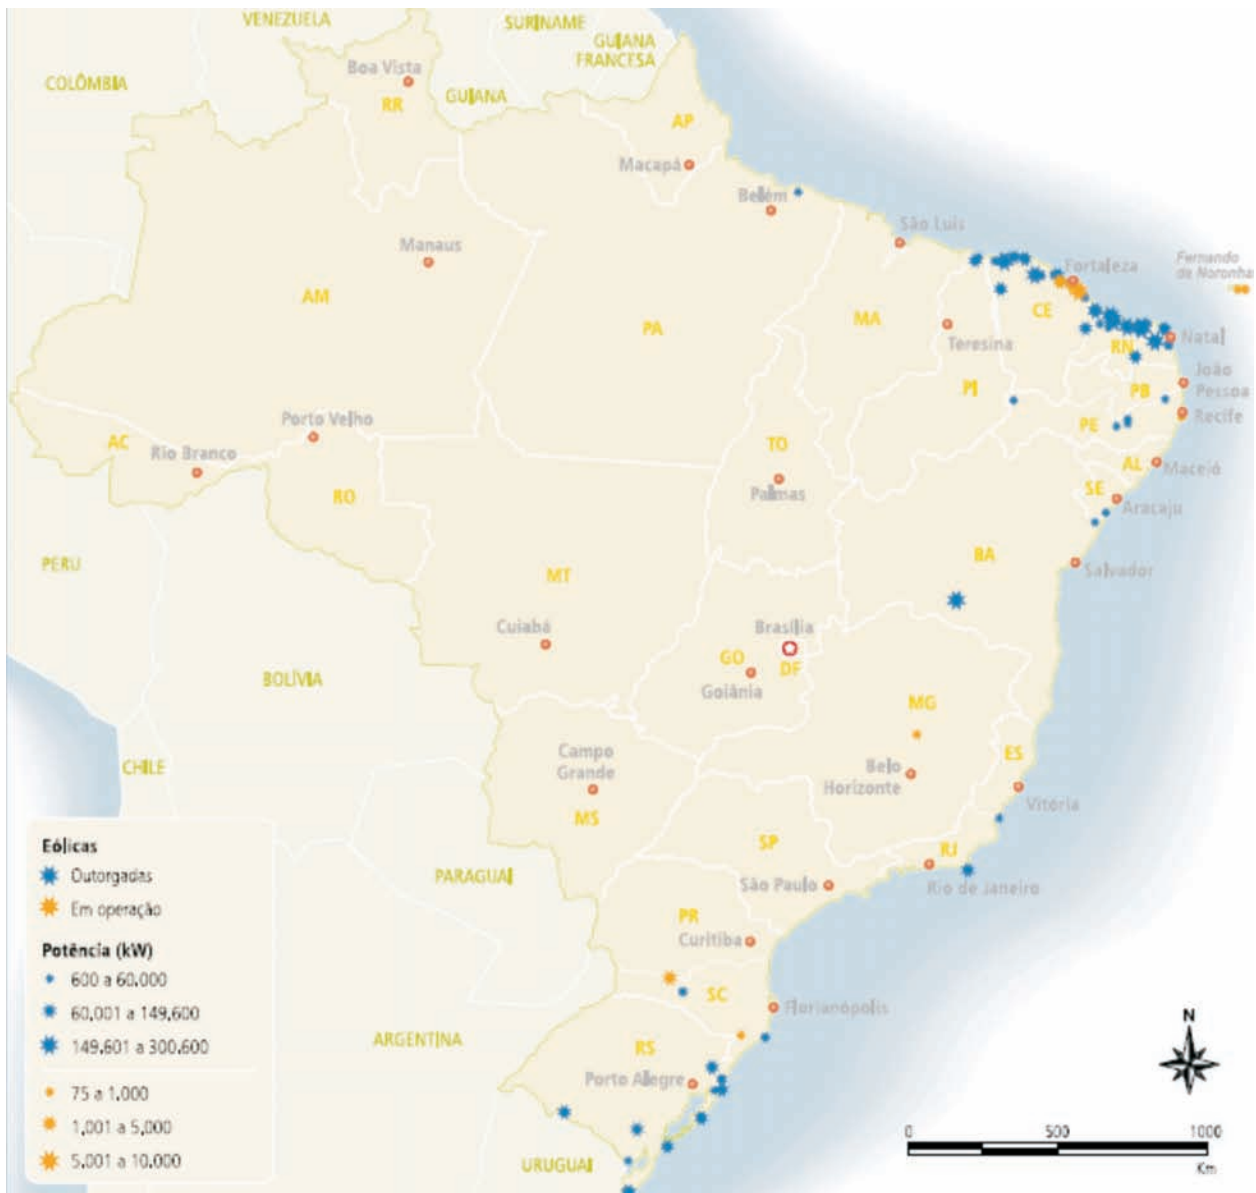 VENEZUELA
SURINAME
GUIANA
FRANCESA
COLÔMBIA
Boa Vista
RR
GUIANA
AP
Macapá
Belém
São Luis
Manaus
Fortaleza
Fernando
de Noronha
AM
PA
MA
CE
Teresina
RN
Natal
PI
João
Pessoa
PB
Porto Velho
PE
Recife
AC
Rio Branco
TO
AL
Maceió
RO
Palmas
SE
Aracaju
PERU
MT
BA
Salvador
Cuiabá
Brasília
GO
DF
Goiânia
BOLÍVIA
MG
CHILE
Campo
Grande
ES
Belo
Horizonte
MS
Vitória
SP
RJ
PARAGUAI
São Paulo
Rio de Janeiro
PR
Curitiba
SC
Florianópolis
ARGENTINA
RS
Porto Alegre
URUGUAI
Eólicas
Outorgadas
Em operação
Potência (kW)
600 a 60.000
60.001 a 149.600
149.601 a 300.600
75 a 1.000
1.001 a 5.000
5.001 a 10.000
N
0 500 1000
Km